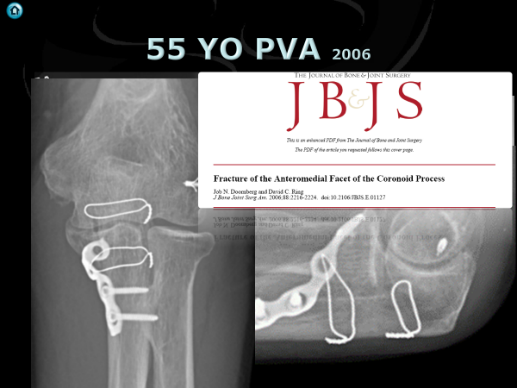 55 YO PVA 2006
THE JOURNAL OF BONE & JOINT SURGERY
JB&JS
This is an enhanced PDF from The Journal of Bone and Joint Surgery
The PDF of the article you requested follows this cover page.
Fracture of the Anteromedial Facet of the Coronoid Process
Job N. Doornberg and David C. Ring
J Bone Joint Surg Am. 2006;88:2216-2224. doi:10.2106/JBJS.E.01127